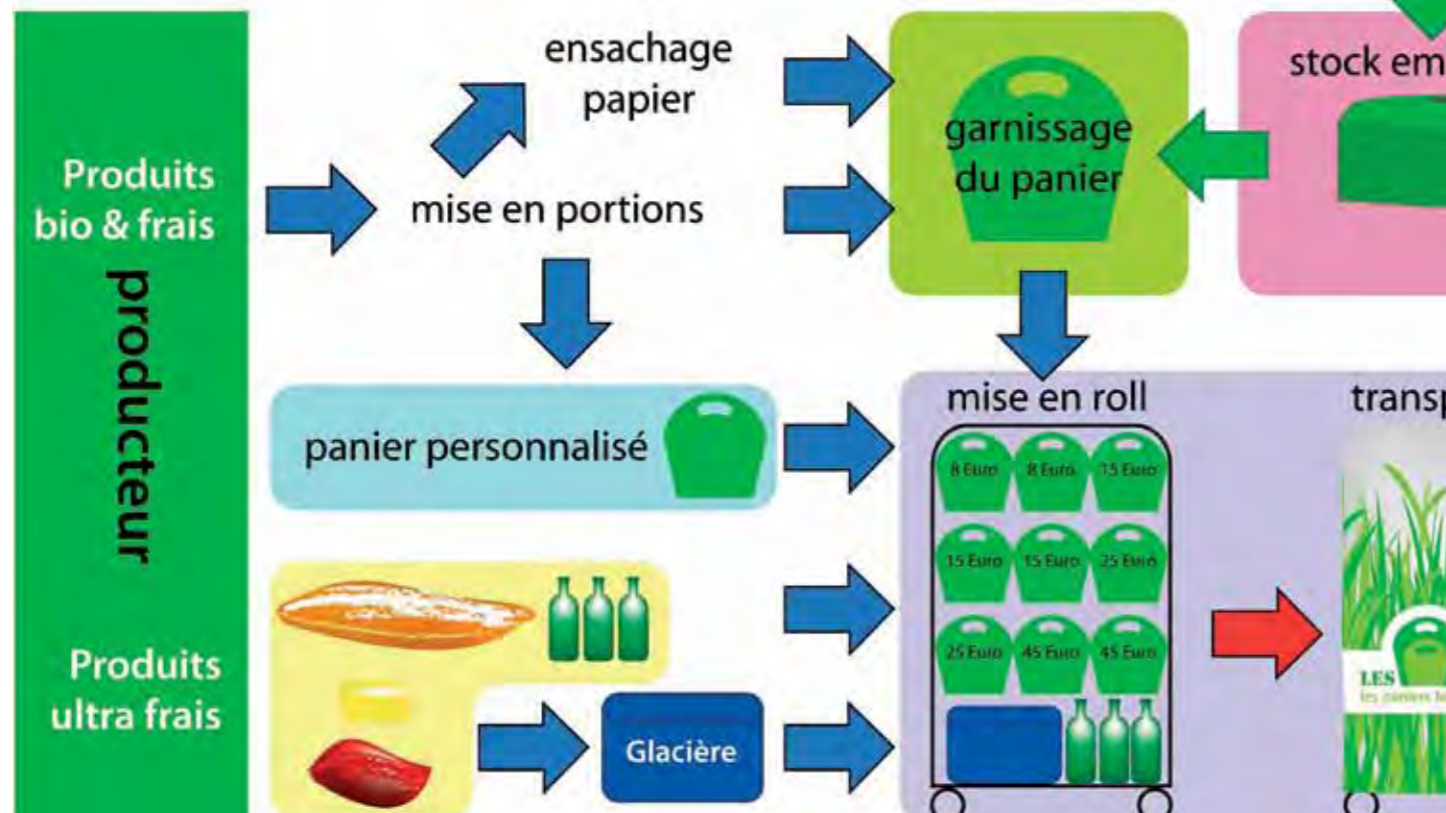 Produits
bio & frais
producteur
Produits
ultra frais
ensachage
papier
mise en portions
garnissage
du panier
stock em
panier personnalisé
Glacière
mise en roll
8 Euro 8 Euro 15 Euro
15 Euro 15 Euro 25 Euro
25 Euro 45 Euro 45 Euro
transp
LES
les paniers